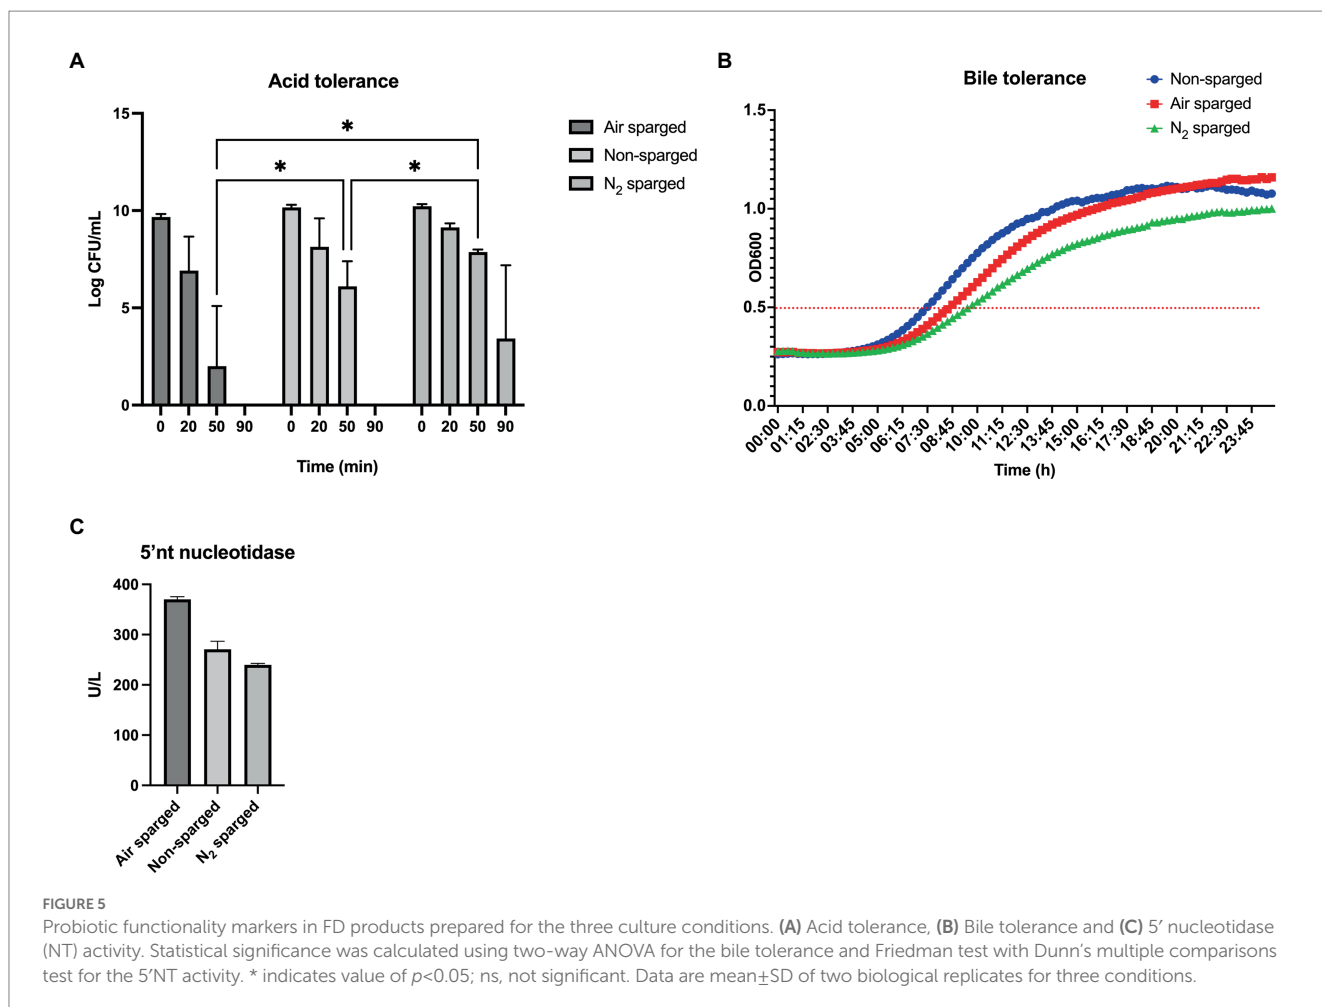 A
Acid tolerance
15
10
5
0
Log CFU/mL
*
*
*
0 20 50 90 0 20 50 90 0 20 50 90
Time (min)
Air sparged
Non-sparged
N2 sparged
B
Bile tolerance
Non-sparged
Air sparged
N2 sparged
1.5
1.0
0.5
0.0
OD600
00:00 01:15 02:30 03:45 05:00 06:15 07:30 08:45 10:00 11:15 12:30 13:45 15:00 16:15 17:30 18:45 20:00 21:15 22:30 23:45
Time (h)
C
5’nt nucleotidase
400
300
200
100
0
U/L
Air sparged
Non-sparged
N2 sparged
FIGURE 5
Probiotic functionality markers in FD products prepared for the three culture conditions. (A) Acid tolerance, (B) Bile tolerance and (C) 5′ nucleotidase
(NT) activity. Statistical significance was calculated using two-way ANOVA for the bile tolerance and Friedman test with Dunn’s multiple comparisons
test for the 5′NT activity. * indicates value of p<0.05; ns, not significant. Data are mean±SD of two biological replicates for three conditions.